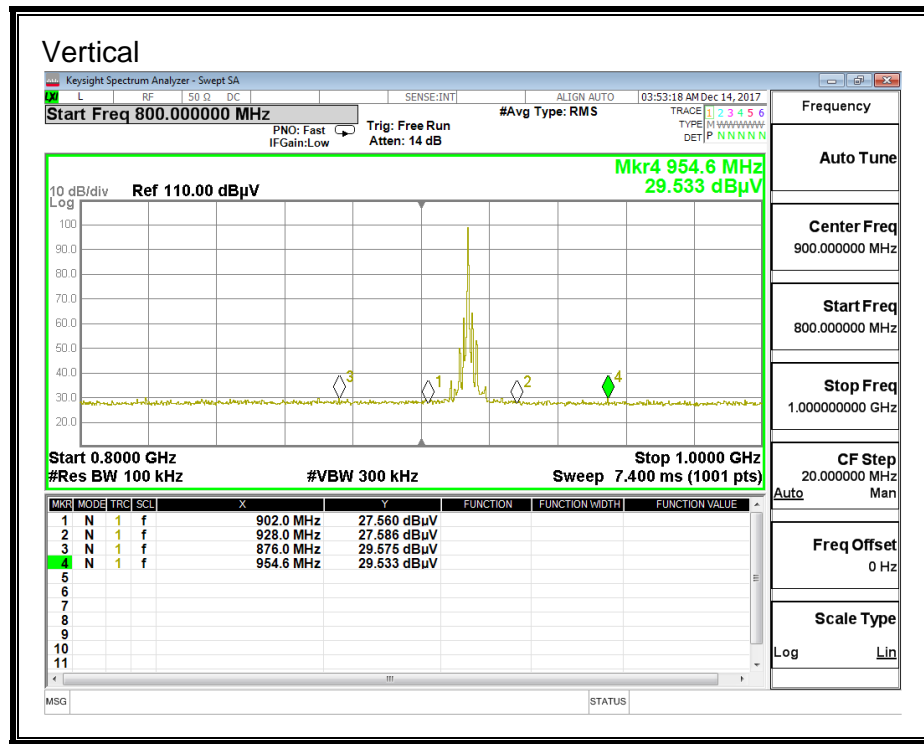 Vertical
Keysight Spectrum Analyzer - Swept SA
LXI L RF 50 Ω DC SENSE:INT ALIGN AUTO 03:53:18 AM Dec 14, 2017
Start Freq 800.000000 MHz #Avg Type: RMS TRACE 1 2 3 4 5 6
PNO: Fast Trig: Free Run TYPE M WWWWW
IFGain:Low Atten: 14 dB DET P N N N N N
Mkr4 954.6 MHz
29.533 dBµV
10 dB/div Ref 110.00 dBµV
Log
100
90.0
80.0
70.0
60.0
50.0
40.0
30.0
20.0
3
1
2
4
Start 0.8000 GHz Stop 1.0000 GHz
#Res BW 100 kHz #VBW 300 kHz Sweep 7.400 ms (1001 pts)
MKR MODE TRC SCL X Y FUNCTION FUNCTION WIDTH FUNCTION VALUE
1 N 1 f 902.0 MHz 27.560 dBµV
2 N 1 f 928.0 MHz 27.586 dBµV
3 N 1 f 876.0 MHz 29.575 dBµV
4 N 1 f 954.6 MHz 29.533 dBµV
5
6
7
8
9
10
11
MSG STATUS
Frequency
Auto Tune
Center Freq
900.000000 MHz
Start Freq
800.000000 MHz
Stop Freq
1.000000000 GHz
CF Step
20.000000 MHz
Auto Man
Freq Offset
0 Hz
Scale Type
Log Lin